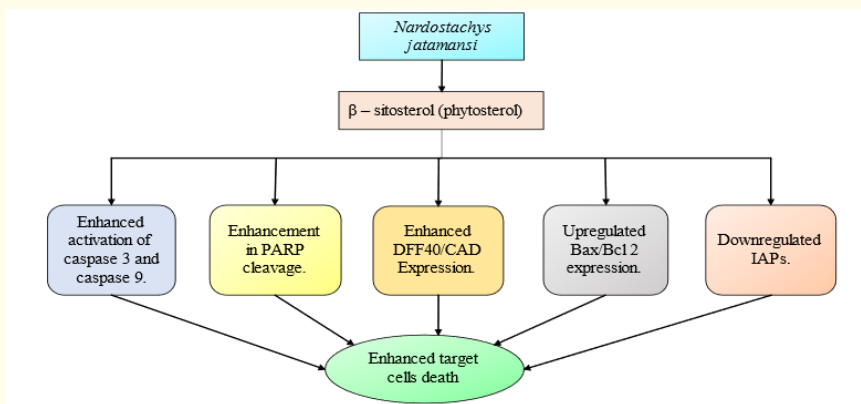 Nardostachys
jatamansi
β – sitosterol (phytosterol)
Enhanced
activation of
caspase 3 and
caspase 9.
Enhancement
in PARP
cleavage.
Enhanced
DFF40/CAD
Expression.
Upregulated
Bax/Bcl 2
expression.
Downregulated
IAPs.
Enhanced target
cells death